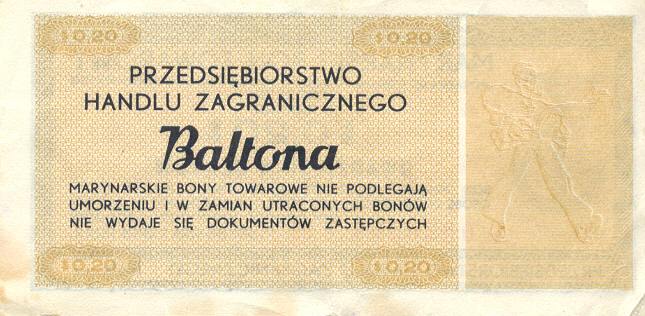 $ 0,20 $ 0,20
PRZEDSIĘBIORSTWO
HANDLU ZAGRANICZNEGO
Baltona
MARYNARSKIE BONY TOWAROWE NIE PODLEGAJĄ
UMORZENIU I W ZAMIAN UTRACONYCH BONÓW
NIE WYDAJE SIĘ DOKUMENTÓW ZASTĘPCZYCH
$ 0,20 $ 0,20